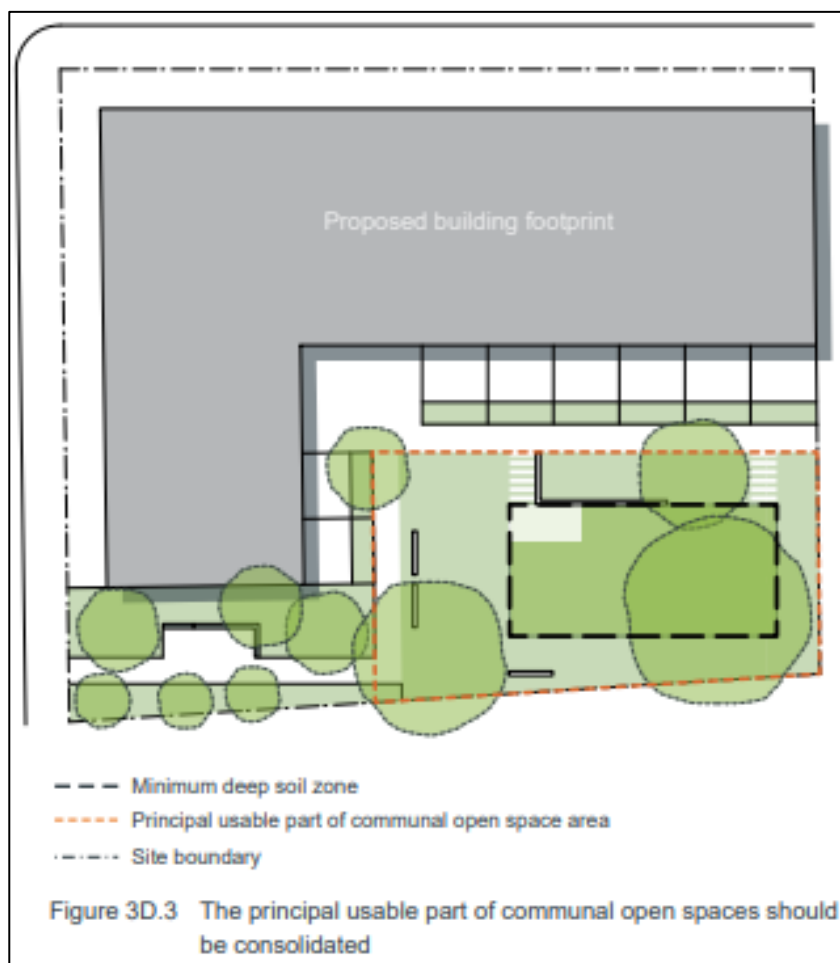 Proposed building footprint
Minimum deep soil zone
Principal usable part of communal open space area
Site boundary
Figure 3D.3 The principal usable part of communal open spaces should
be consolidated